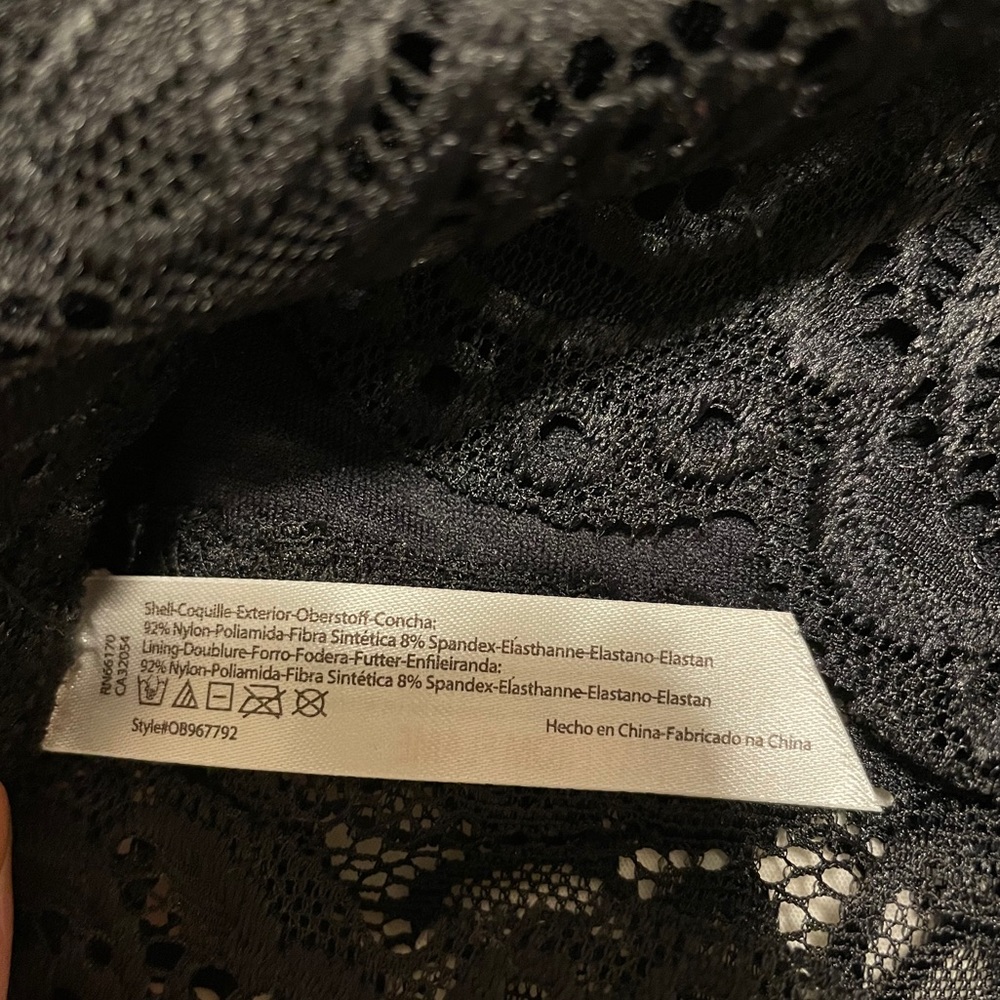 Shell-Coquille-Exterior-Oberstoff-Concha:
92% Nylon-Poliamida-Fibra Sintética 8% Spandex-Elasthanne-Elastano-Elastan
Lining-Doublure-Forro-Fodera-Futter-Enfileiranda:
92% Nylon-Poliamida-Fibra Sintética 8% Spandex-Elasthanne-Elastano-Elastan
Style#OB967792
Hecho en China-Fabricado na China
RN66170
CA32054